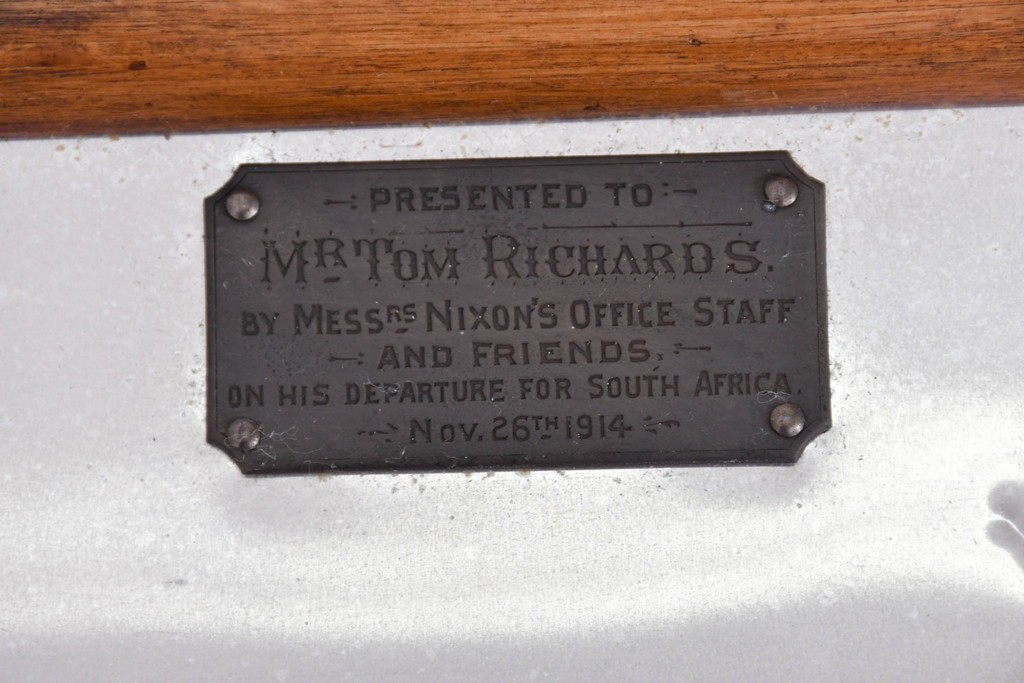 PRESENTED TO
MR TOM RICHARDS.
BY MESSRS NIXON'S OFFICE STAFF
AND FRIENDS,
ON HIS DEPARTURE FOR SOUTH AFRICA.
NOV. 26TH 1914